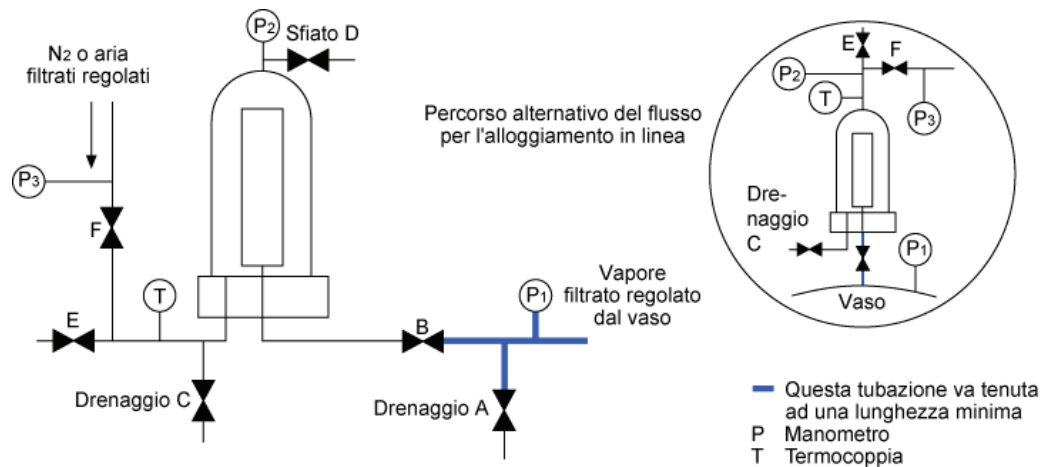 P2
Sfiato D
N2 o aria
filtrati regolati
P3
F
E
T
Drenaggio C
B
P1
Vapore
filtrato regolato
dal vaso
Drenaggio A
Percorso alternativo del flusso
per l'alloggiamento in linea
E
F
P2
T
P3
Dre-
naggio
C
P1
Vaso
Questa tubazione va tenuta
ad una lunghezza minima
P Manometro
T Termocoppia